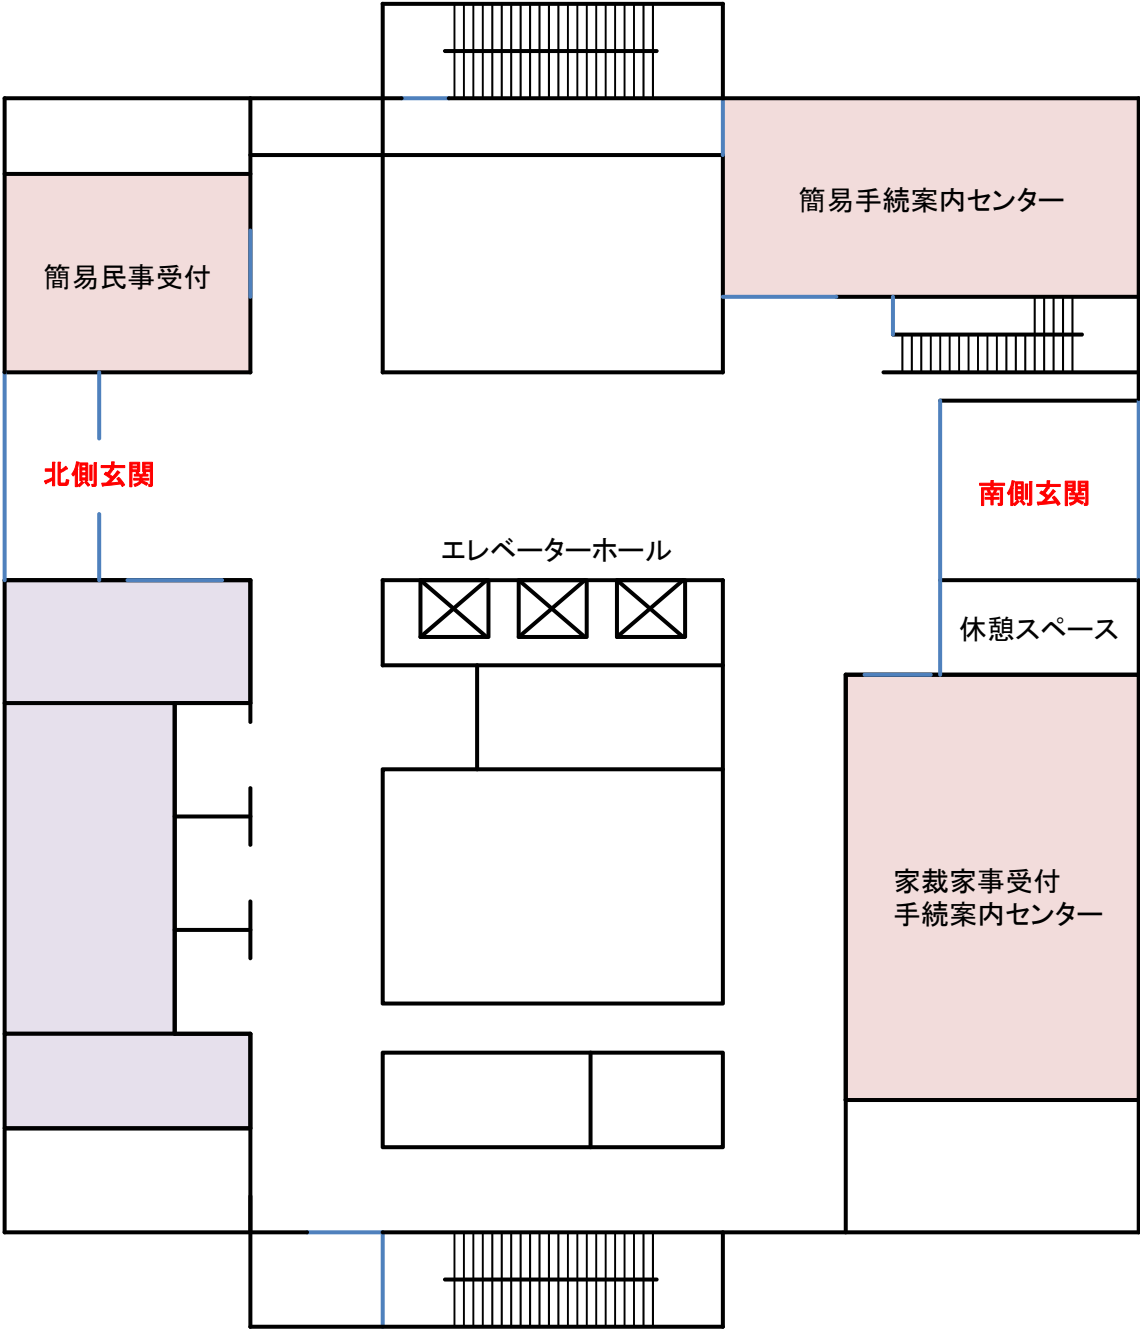 簡易手続案内センター
簡易民事受付
北側玄関
南側玄関
エレベーターホール
休憩スペース
家裁家事受付
手続案内センター